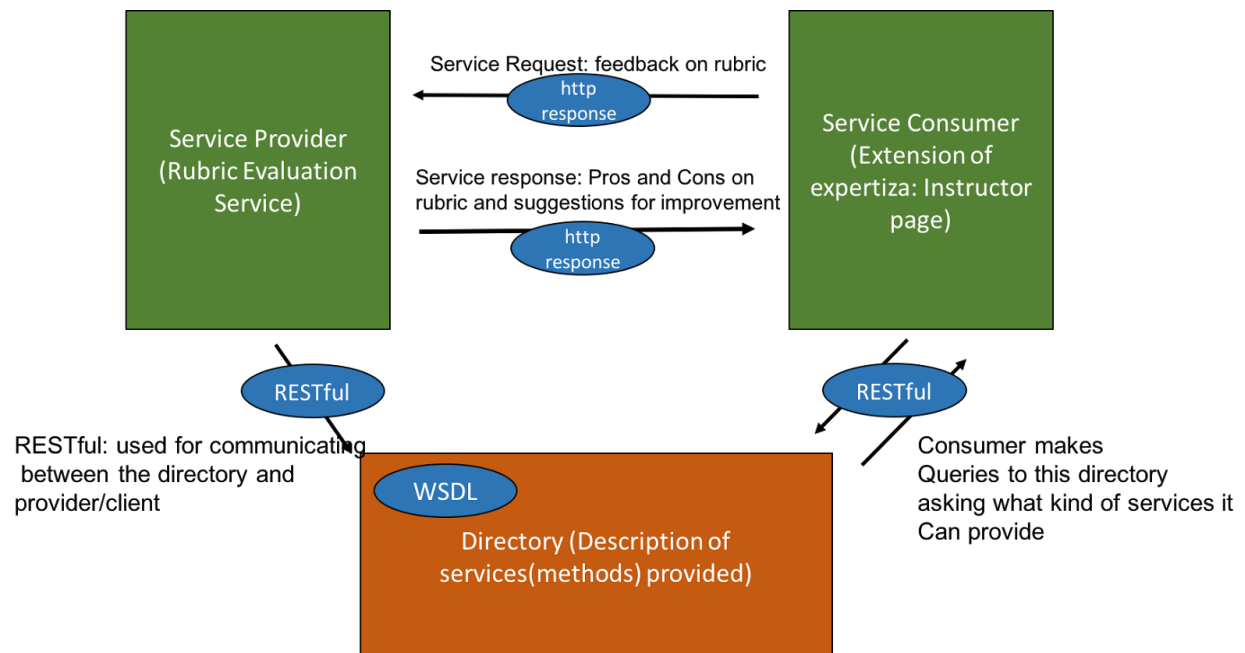 Service Provider
(Rubric Evaluation
Service)
Service Request: feedback on rubric
http
response
Service response: Pros and Cons on
rubric and suggestions for improvement
http
response
Service Consumer
(Extension of
expertiza: Instructor
page)
RESTful
RESTful: used for communicating
between the directory and
provider/client
RESTful
Consumer makes
Queries to this directory
asking what kind of services it
Can provide
WSDL
Directory (Description of
services(methods) provided)